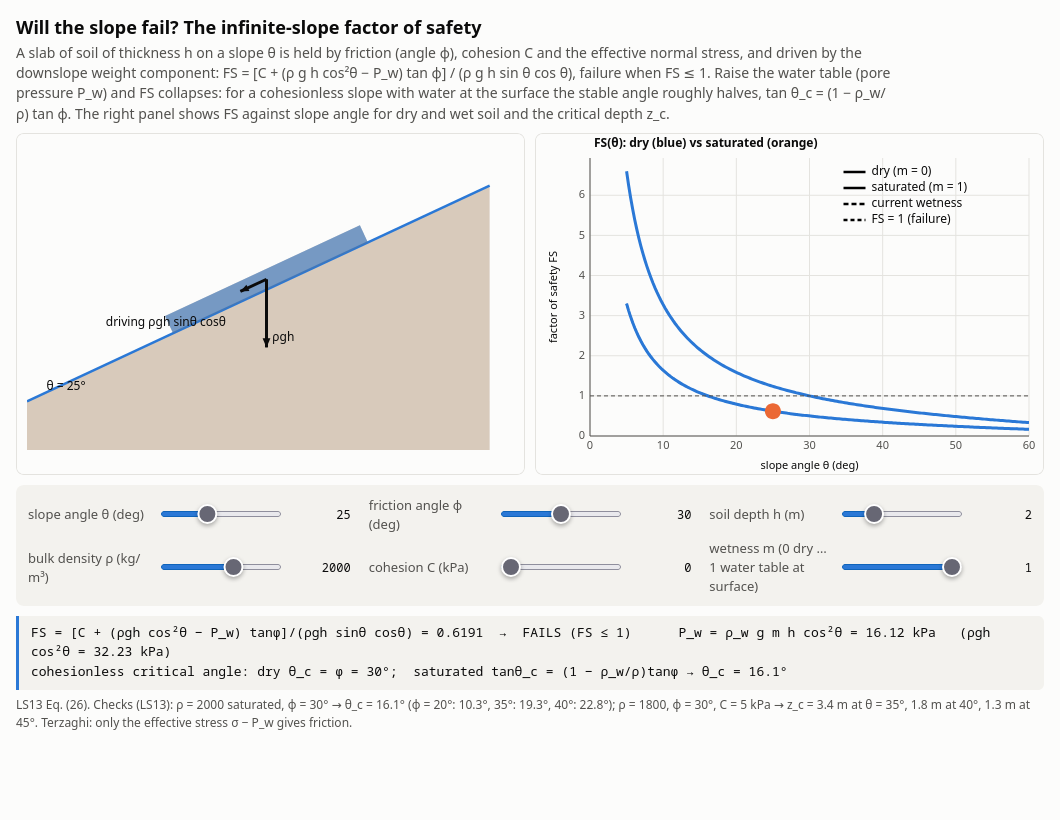 Will the slope fail? The infinite-slope factor of safety
A slab of soil of thickness h on a slope θ is held by friction (angle ϕ), cohesion C and the effective normal stress, and driven by the
downslope weight component: FS = [C + (ρ g h cos²θ − P_w) tan ϕ] / (ρ g h sin θ cos θ), failure when FS ≤ 1. Raise the water table (pore
pressure P_w) and FS collapses: for a cohesionless slope with water at the surface the stable angle roughly halves, tan θ_c = (1 − ρ_w/
ρ) tan ϕ. The right panel shows FS against slope angle for dry and wet soil and the critical depth z_c.
driving ρgh sinθ cosθ
ρgh
θ = 25°
FS(θ): dry (blue) vs saturated (orange)
dry (m = 0)
saturated (m = 1)
current wetness
FS = 1 (failure)
factor of safety FS
6
5
4
3
2
1
0
0 10 20 30 40 50 60
slope angle θ (deg)
slope angle θ (deg) 25
friction angle ϕ
(deg) 30
soil depth h (m) 2
bulk density ρ (kg/
m³) 2000
cohesion C (kPa) 0
wetness m (0 dry ...
1 water table at
surface) 1
FS = [C + (ρgh cos²θ − P_w) tanφ]/(ρgh sinθ cosθ) = 0.6191 → FAILS (FS ≤ 1) P_w = ρ_w g m h cos²θ = 16.12 kPa (ρgh
cos²θ = 32.23 kPa)
cohesionless critical angle: dry θ_c = φ = 30°; saturated tanθ_c = (1 − ρ_w/ρ)tanφ → θ_c = 16.1°
LS13 Eq. (26). Checks (LS13): ρ = 2000 saturated, ϕ = 30° → θ_c = 16.1° (ϕ = 20°: 10.3°, 35°: 19.3°, 40°: 22.8°); ρ = 1800, ϕ = 30°, C = 5 kPa → z_c = 3.4 m at θ = 35°, 1.8 m at 40°, 1.3 m at
45°. Terzaghi: only the effective stress σ − P_w gives friction.